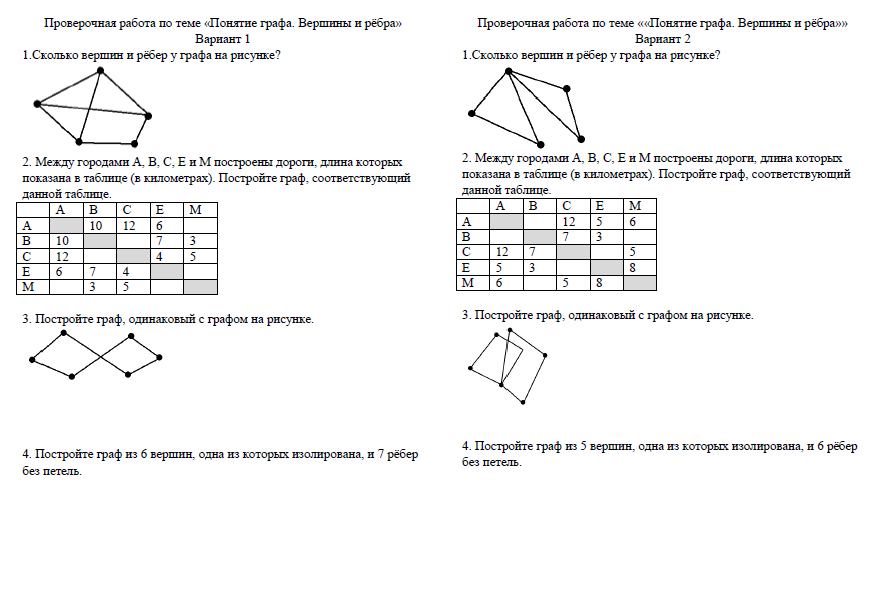 Проверочная работа по теме «Понятие графа. Вершины и рёбра»
Вариант 1
1.Сколько вершин и рёбер у графа на рисунке?
2. Между городами A, B, C, E и M построены дороги, длина которых
показана в таблице (в километрах). Постройте граф, соответствующий
данной таблице.
A B C E M
A 10 12 6
B 10 7 3
C 12 4 5
E 6 7 4
M 3 5
3. Постройте граф, одинаковый с графом на рисунке.
4. Постройте граф из 6 вершин, одна из которых изолирована, и 7 рёбер
без петель.
Проверочная работа по теме ««Понятие графа. Вершины и рёбра»»
Вариант 2
1.Сколько вершин и рёбер у графа на рисунке?
2. Между городами A, B, C, E и M построены дороги, длина которых
показана в таблице (в километрах). Постройте граф, соответствующий
данной таблице.
A B C E M
A 12 5 6
B 7 3
C 12 7 5
E 5 3 8
M 6 5 8
3. Постройте граф, одинаковый с графом на рисунке.
4. Постройте граф из 5 вершин, одна из которых изолирована, и 6 рёбер
без петель.